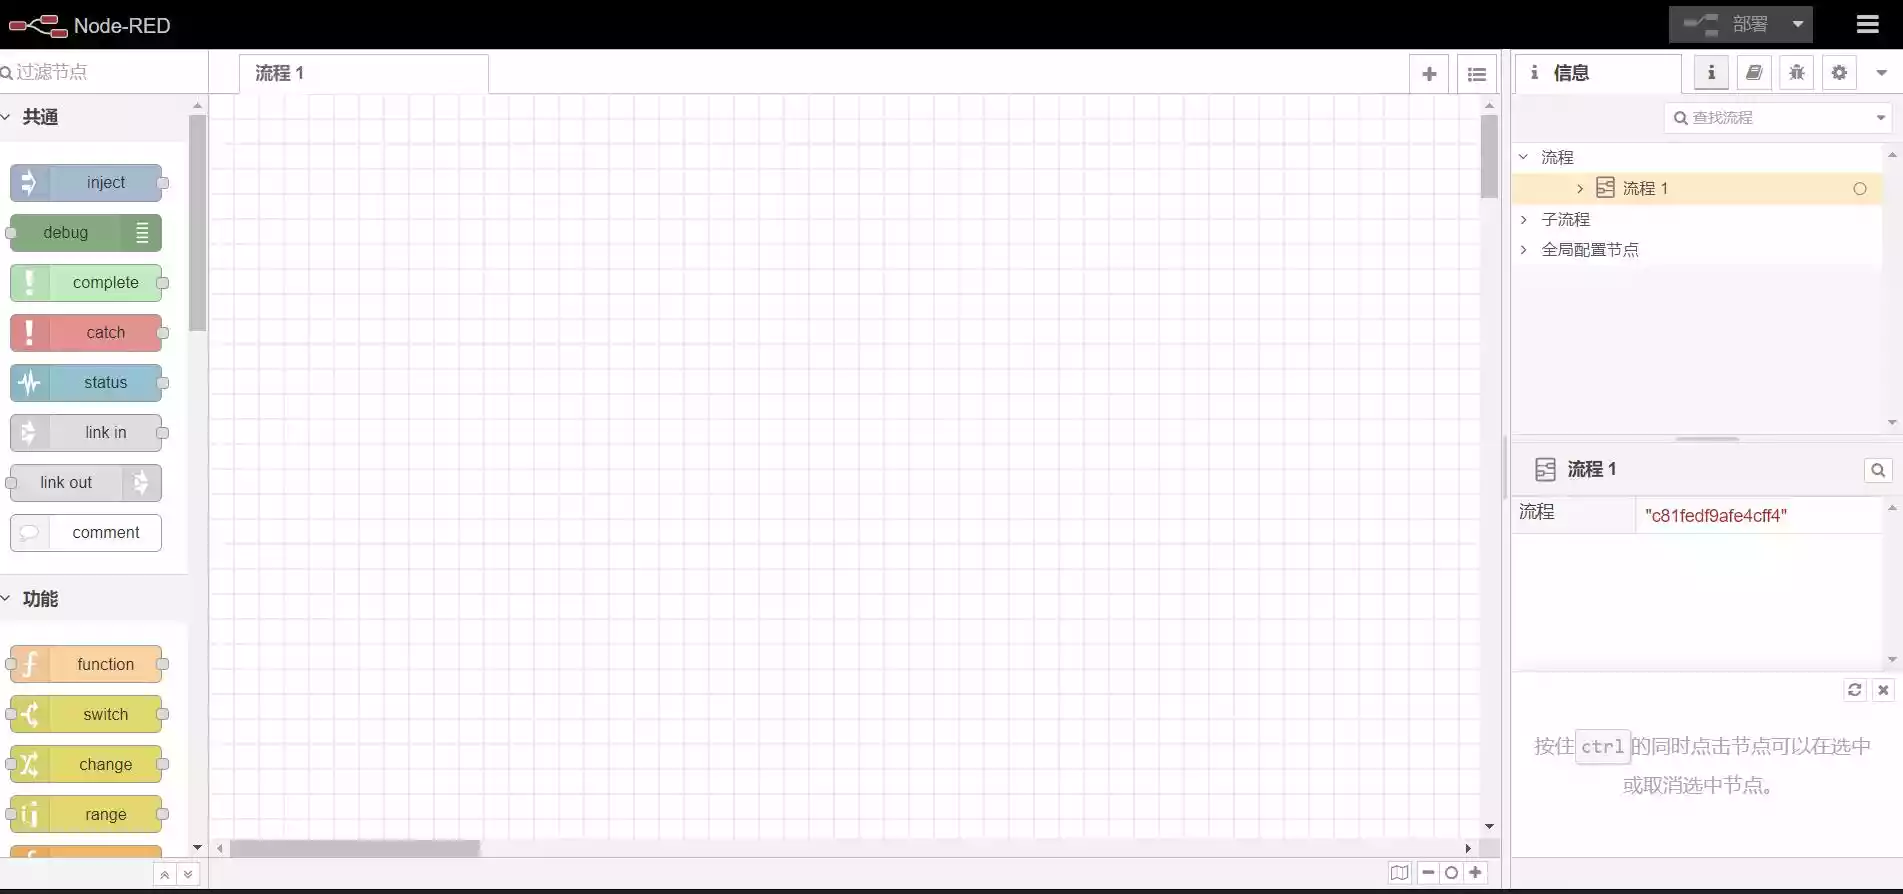 Node-RED
部署
过滤节点
流程 1
信息
共通
查找流程
inject
流程
debug
流程 1
complete
子流程
catch
全局配置节点
status
link in
link out
流程 1
comment
流程
"c81fedf9afe4cff4"
功能
function
switch
按住ctrl的同时点击节点可以在选中
change
或取消选中节点。
range